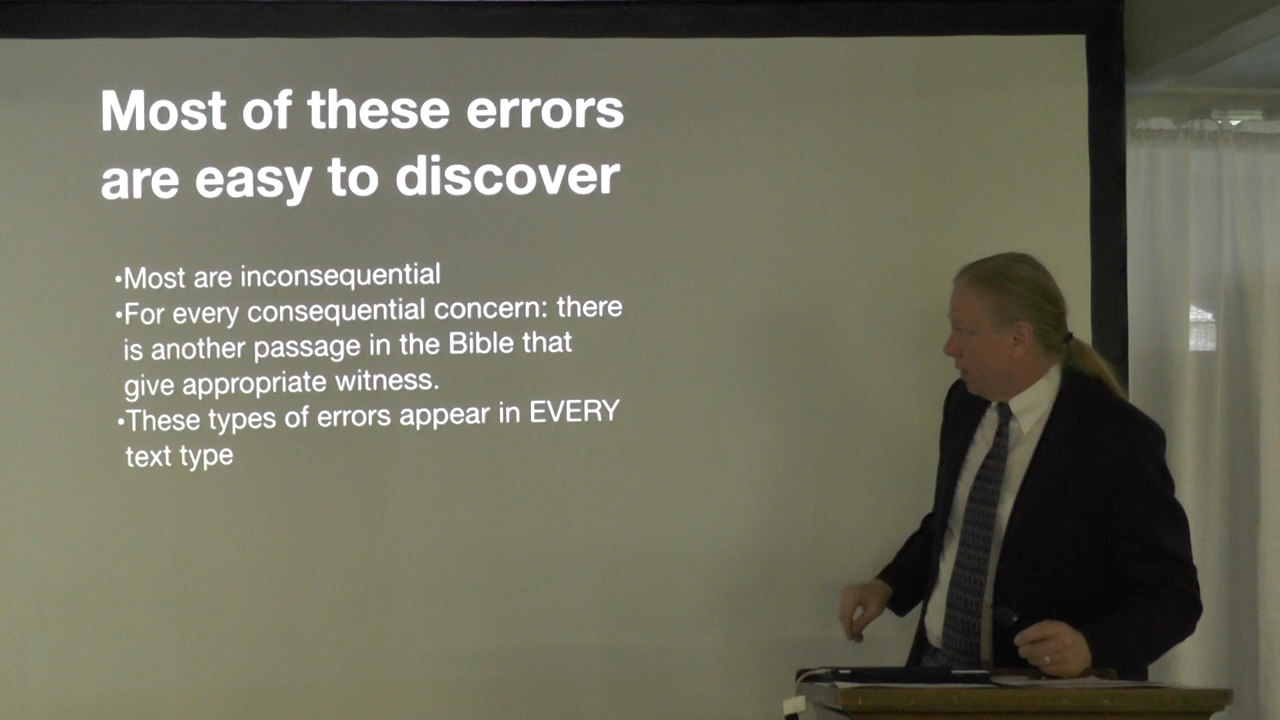 Most of these errors
are easy to discover
•Most are inconsequential
•For every consequential concern: there
is another passage in the Bible that
give appropriate witness.
•These types of errors appear in EVERY
text type